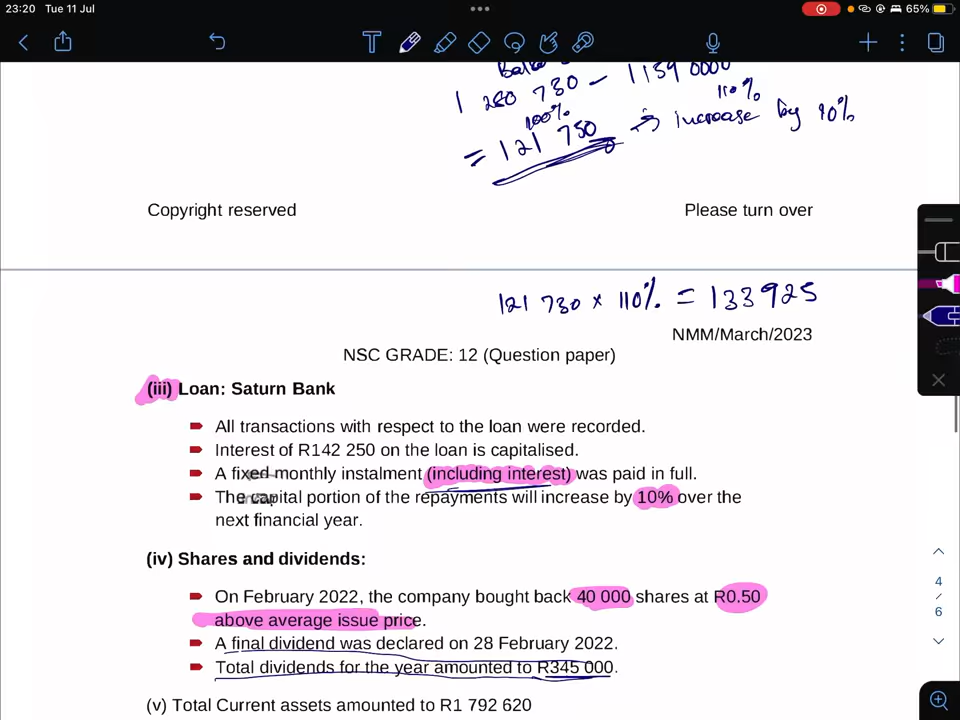 23:20 Tue 11 Jul
65%
1 260 730 – 1139 0000
100%
110%
= 121 750 → increase by 10%
Copyright reserved
Please turn over
121 730 × 110% = 133 925
NMM/March/2023
NSC GRADE: 12 (Question paper)
(iii) Loan: Saturn Bank
All transactions with respect to the loan were recorded.
Interest of R142 250 on the loan is capitalised.
A fixed monthly instalment (including interest) was paid in full.
The capital portion of the repayments will increase by 10% over the
next financial year.
(iv) Shares and dividends:
On February 2022, the company bought back 40 000 shares at R0.50
above average issue price.
A final dividend was declared on 28 February 2022.
Total dividends for the year amounted to R345 000.
(v) Total Current assets amounted to R1 792 620
4
/
6